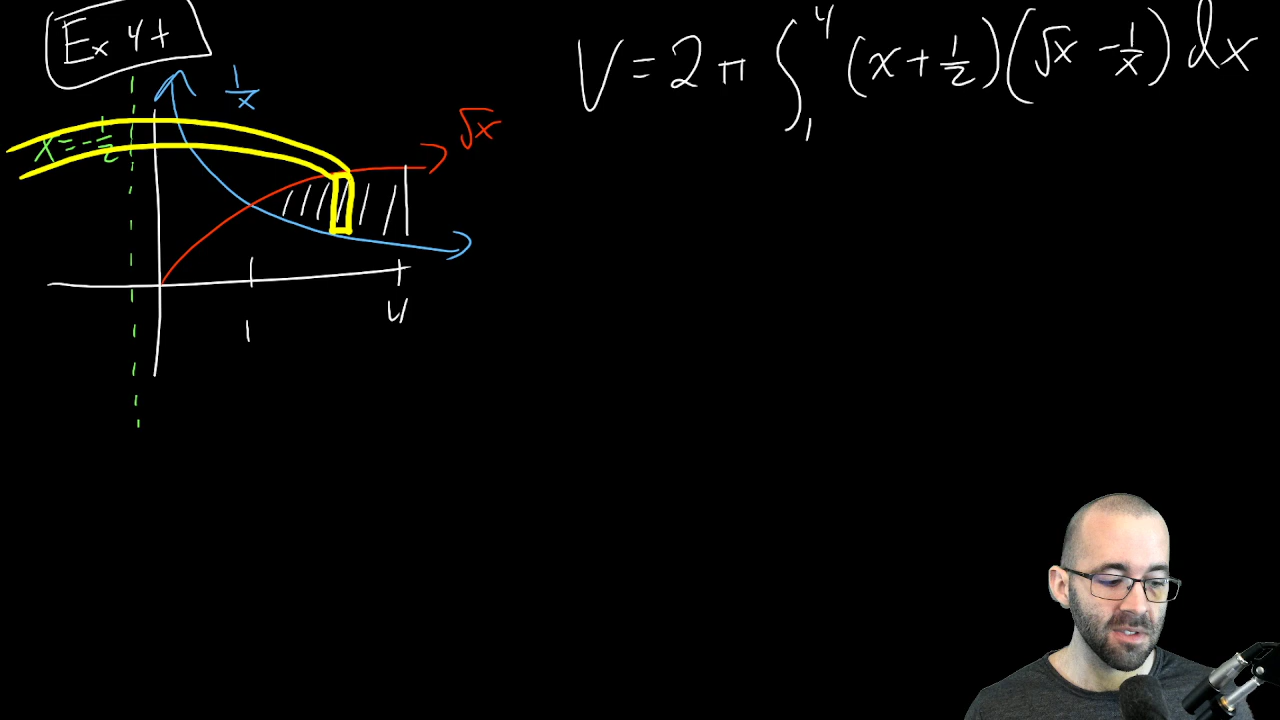 Ex 4+
V = 2π ∫₁⁴ (x + 1/2)(√x - 1/x) dx
1/x
√x
x = -1/2
1
4